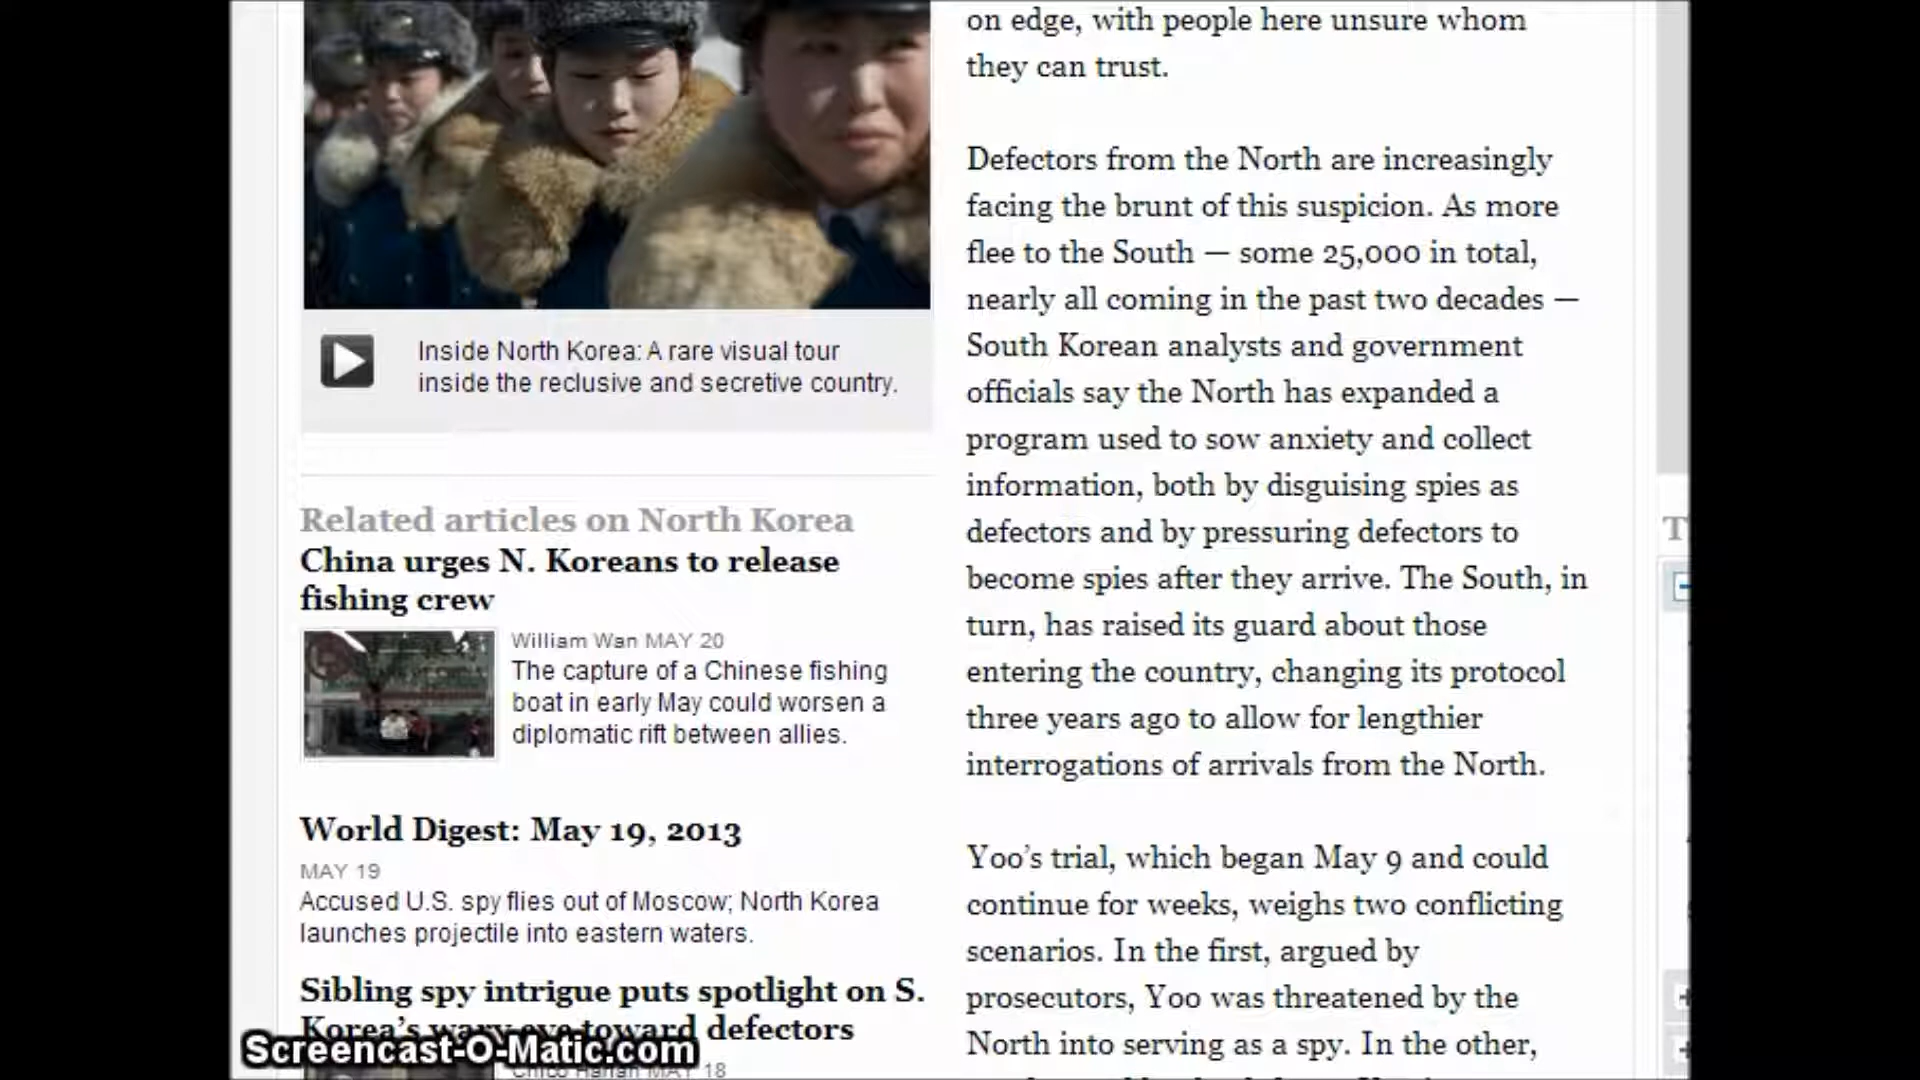 Inside North Korea: A rare visual tour
inside the reclusive and secretive country.
Related articles on North Korea
China urges N. Koreans to release
fishing crew
William Wan MAY 20
The capture of a Chinese fishing
boat in early May could worsen a
diplomatic rift between allies.
World Digest: May 19, 2013
MAY 19
Accused U.S. spy flies out of Moscow; North Korea
launches projectile into eastern waters.
Sibling spy intrigue puts spotlight on S.
Korea's wary eye toward defectors
MAY 18
on edge, with people here unsure whom
they can trust.
Defectors from the North are increasingly
facing the brunt of this suspicion. As more
flee to the South — some 25,000 in total,
nearly all coming in the past two decades —
South Korean analysts and government
officials say the North has expanded a
program used to sow anxiety and collect
information, both by disguising spies as
defectors and by pressuring defectors to
become spies after they arrive. The South, in
turn, has raised its guard about those
entering the country, changing its protocol
three years ago to allow for lengthier
interrogations of arrivals from the North.
Yoo's trial, which began May 9 and could
continue for weeks, weighs two conflicting
scenarios. In the first, argued by
prosecutors, Yoo was threatened by the
North into serving as a spy. In the other,
T
Screencast-O-Matic.com